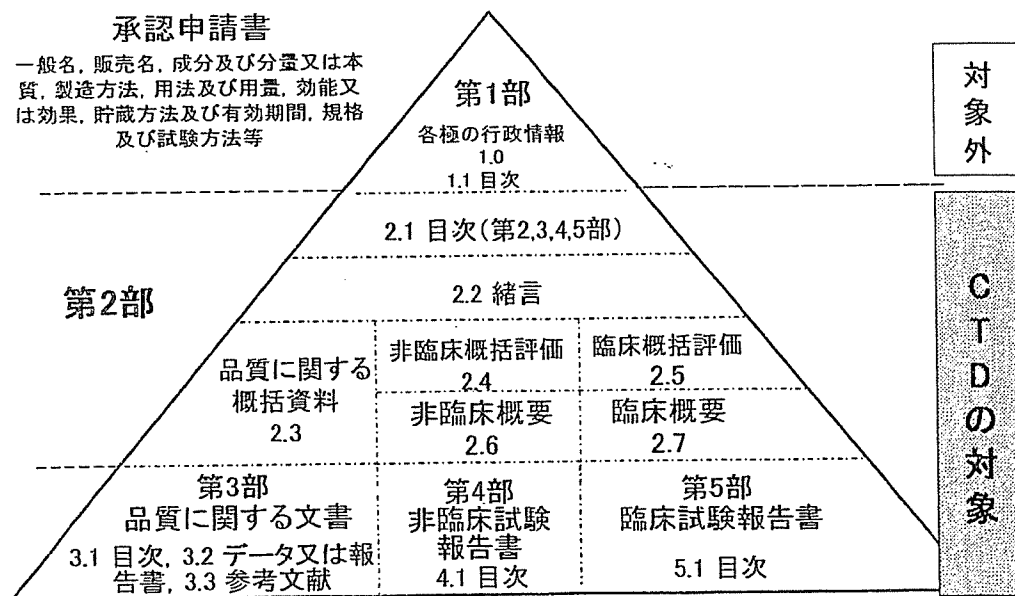 承認申請書
一般名, 販売名, 成分及び分量又は本
質, 製造方法, 用法及び用量, 効能又
は効果, 貯蔵方法及び有効期間, 規格
及び試験方法等
第1部
各極の行政情報
1.0
1.1 目次
対象外
2.1 目次(第2,3,4,5部)
第2部
2.2 緒言
品質に関する
概括資料
2.3
非臨床概括評価
2.4
臨床概括評価
2.5
非臨床概要
2.6
臨床概要
2.7
第3部
品質に関する文書
3.1 目次, 3.2 データ又は報
告書, 3.3 参考文献
第4部
非臨床試験
報告書
4.1 目次
第5部
臨床試験報告書
5.1 目次
CTDの対象